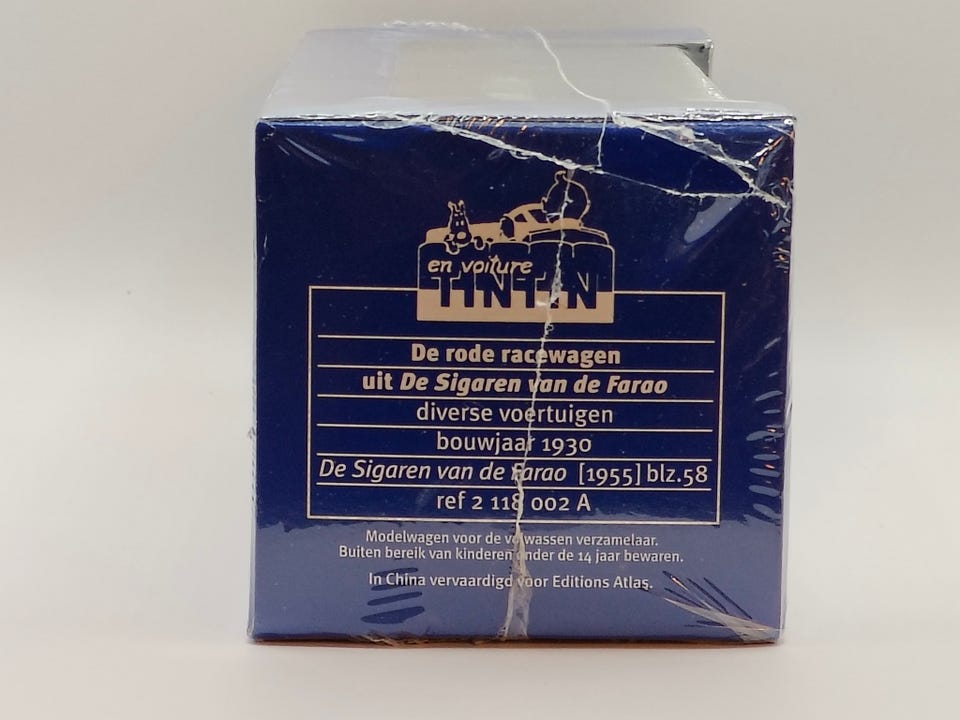 en voiture
TINTIN
De rode racewagen
uit De Sigaren van de Farao
diverse voertuigen
bouwjaar 1930
De Sigaren van de Farao [1955] blz.58
ref 2 118 002 A
Modelwagen voor de volwassen verzamelaar.
Buiten bereik van kinderen onder de 14 jaar bewaren.
In China vervaardigd voor Editions Atlas.